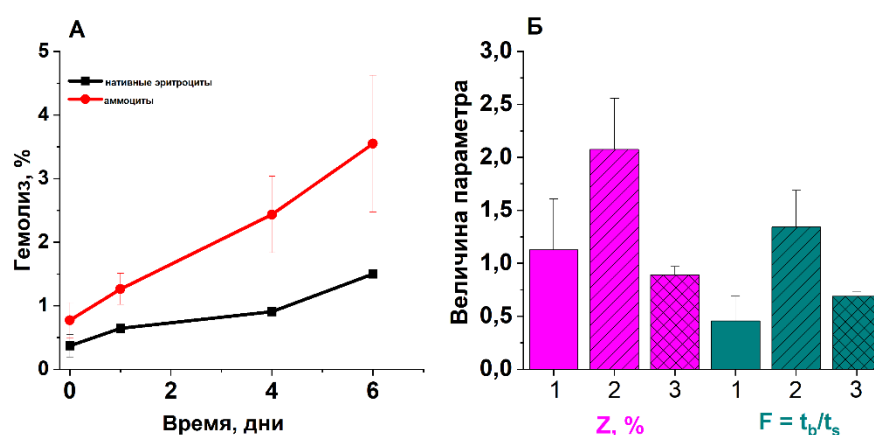 А
Гемолиз, %
5
4
3
2
1
0
нативные эритроциты
аммоциты
0
2
4
6
Время, дни
Б
Величина параметра
3,0
2,5
2,0
1,5
1,0
0,5
0,0
1
2
3
1
2
3
Z, %
F = tb/ts